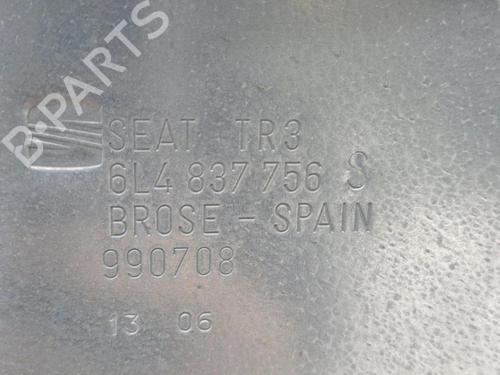 B-PARTS
SEAT TR3
6L4 837 756 S
BROSE - SPAIN
990708
13 06